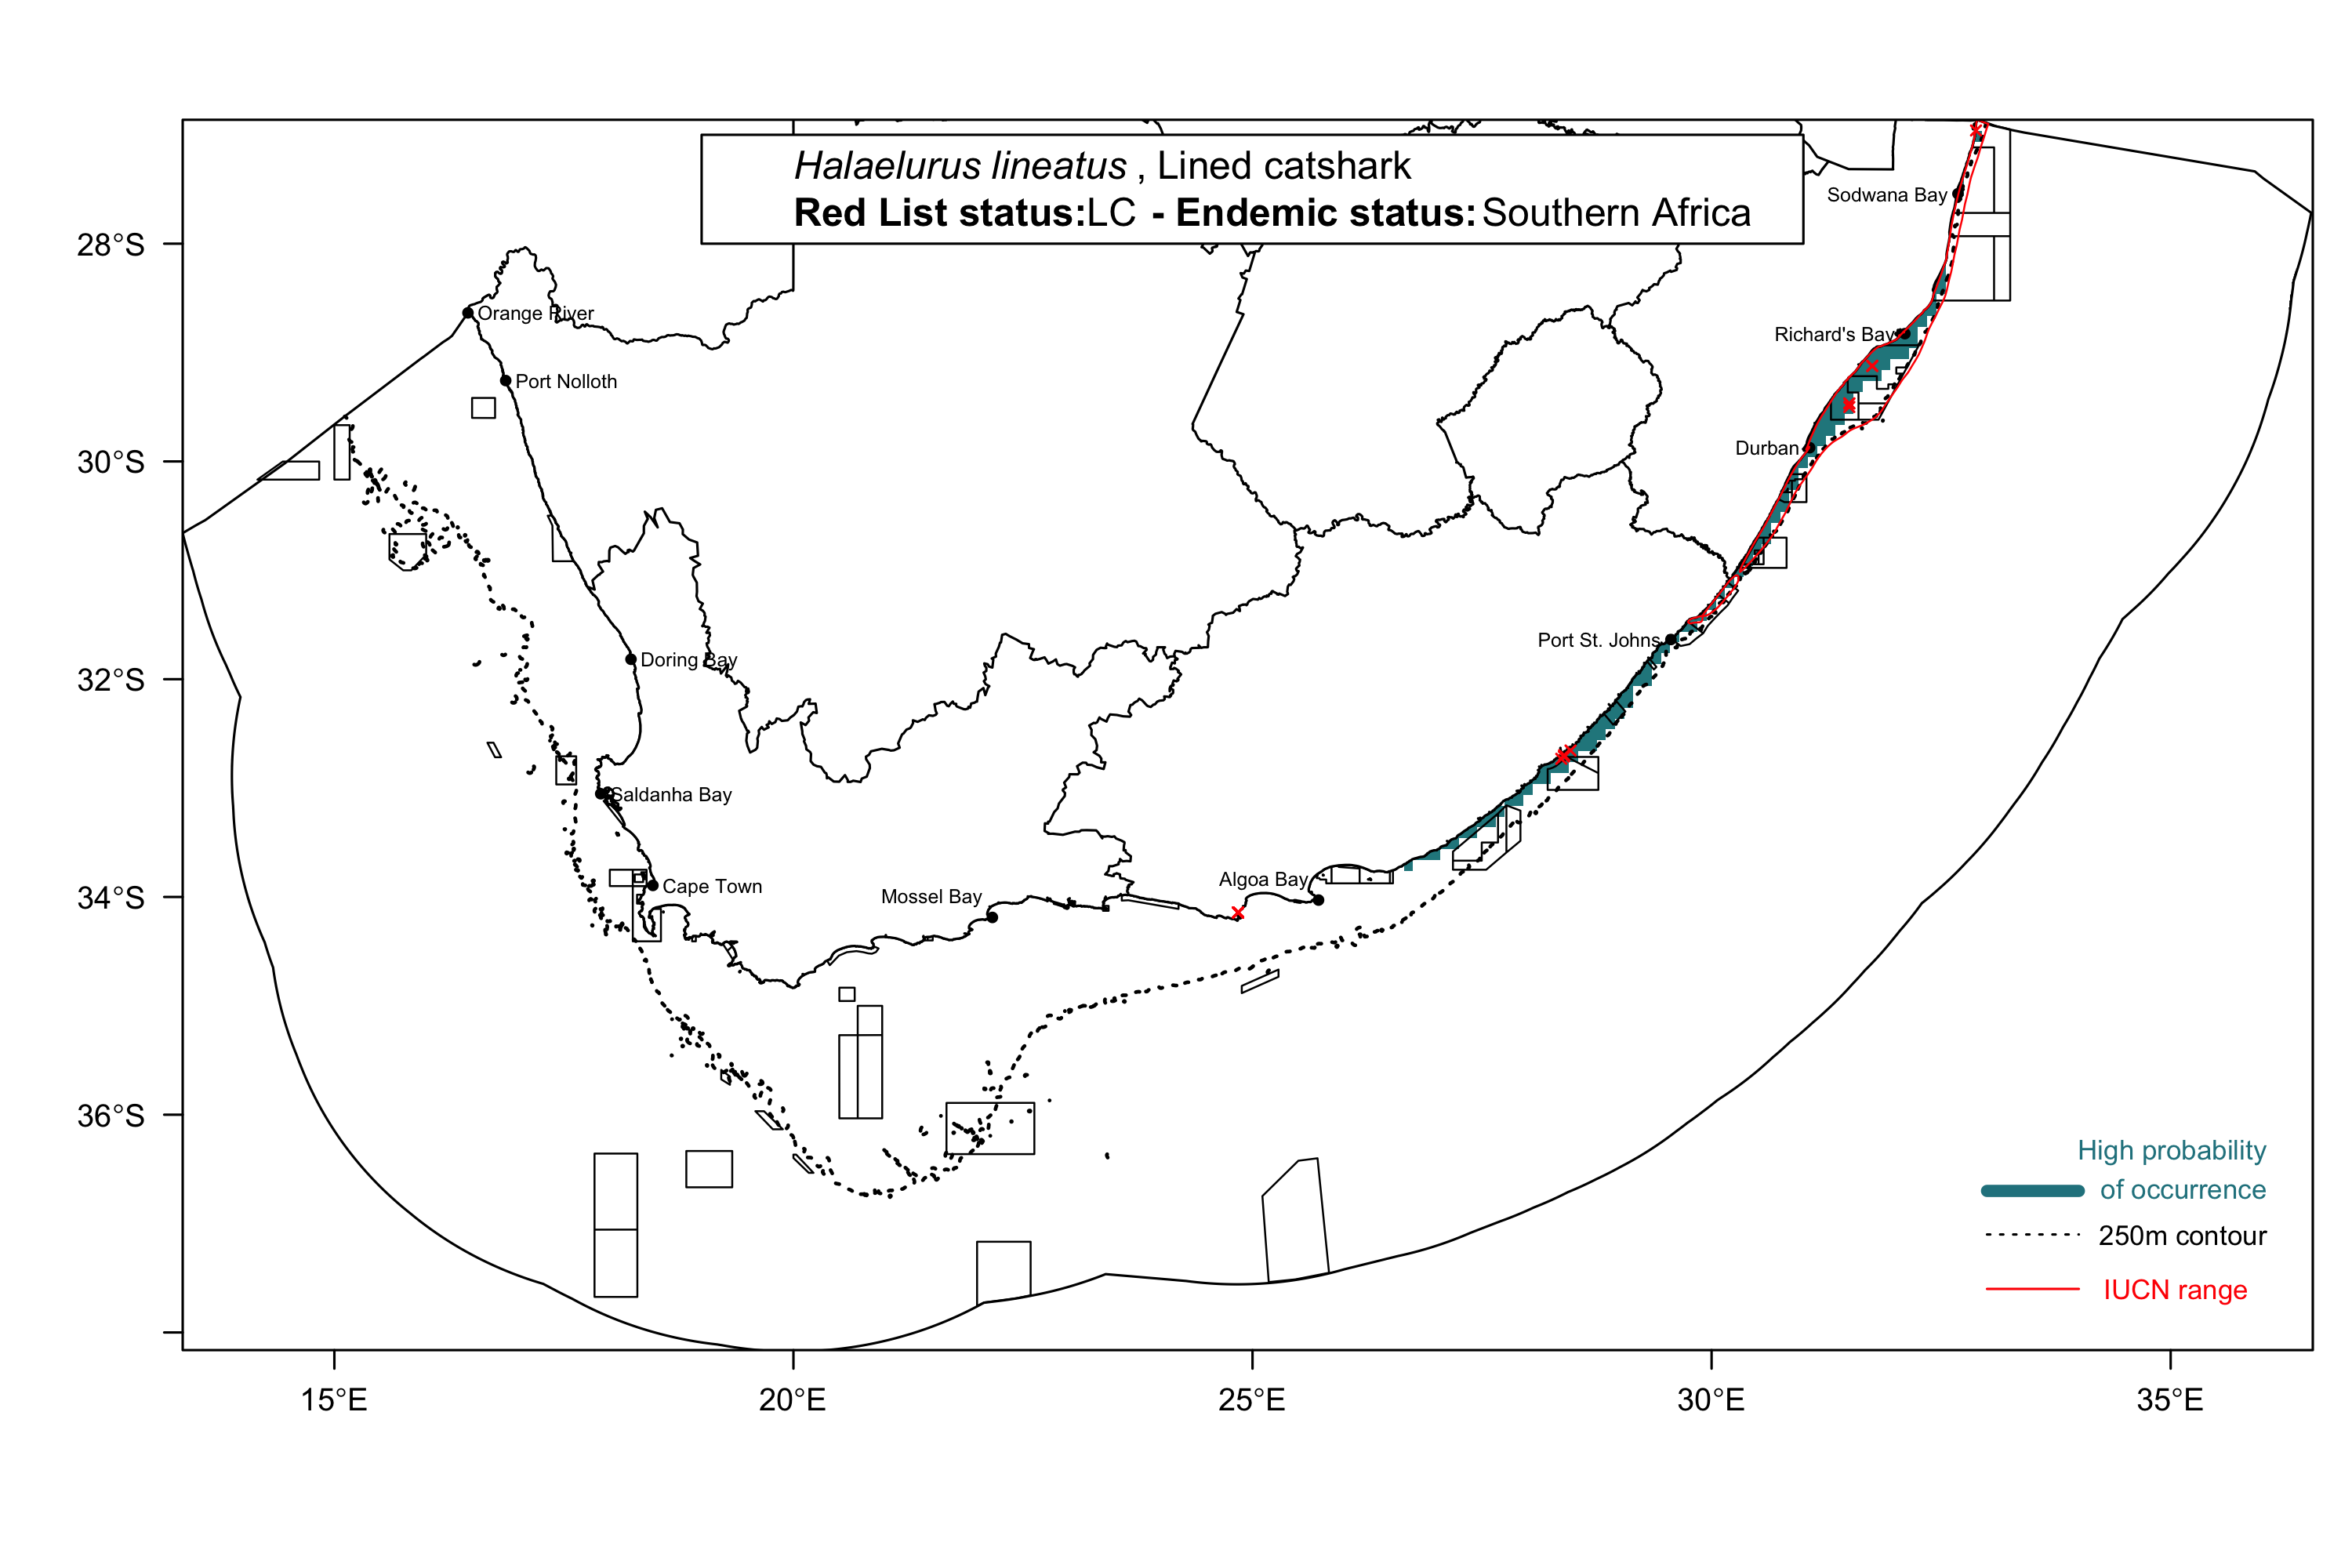 Halaelurus lineatus , Lined catshark
Red List status:LC - Endemic status: Southern Africa
Sodwana Bay
28°S
Orange River
Richard's Bay
Port Nolloth
Durban
30°S
Port St. Johns
Doring Bay
32°S
Saldanha Bay
Algoa Bay
Cape Town
Mossel Bay
34°S
36°S
High probability
of occurrence
250m contour
IUCN range
15°E
20°E
25°E
30°E
35°E